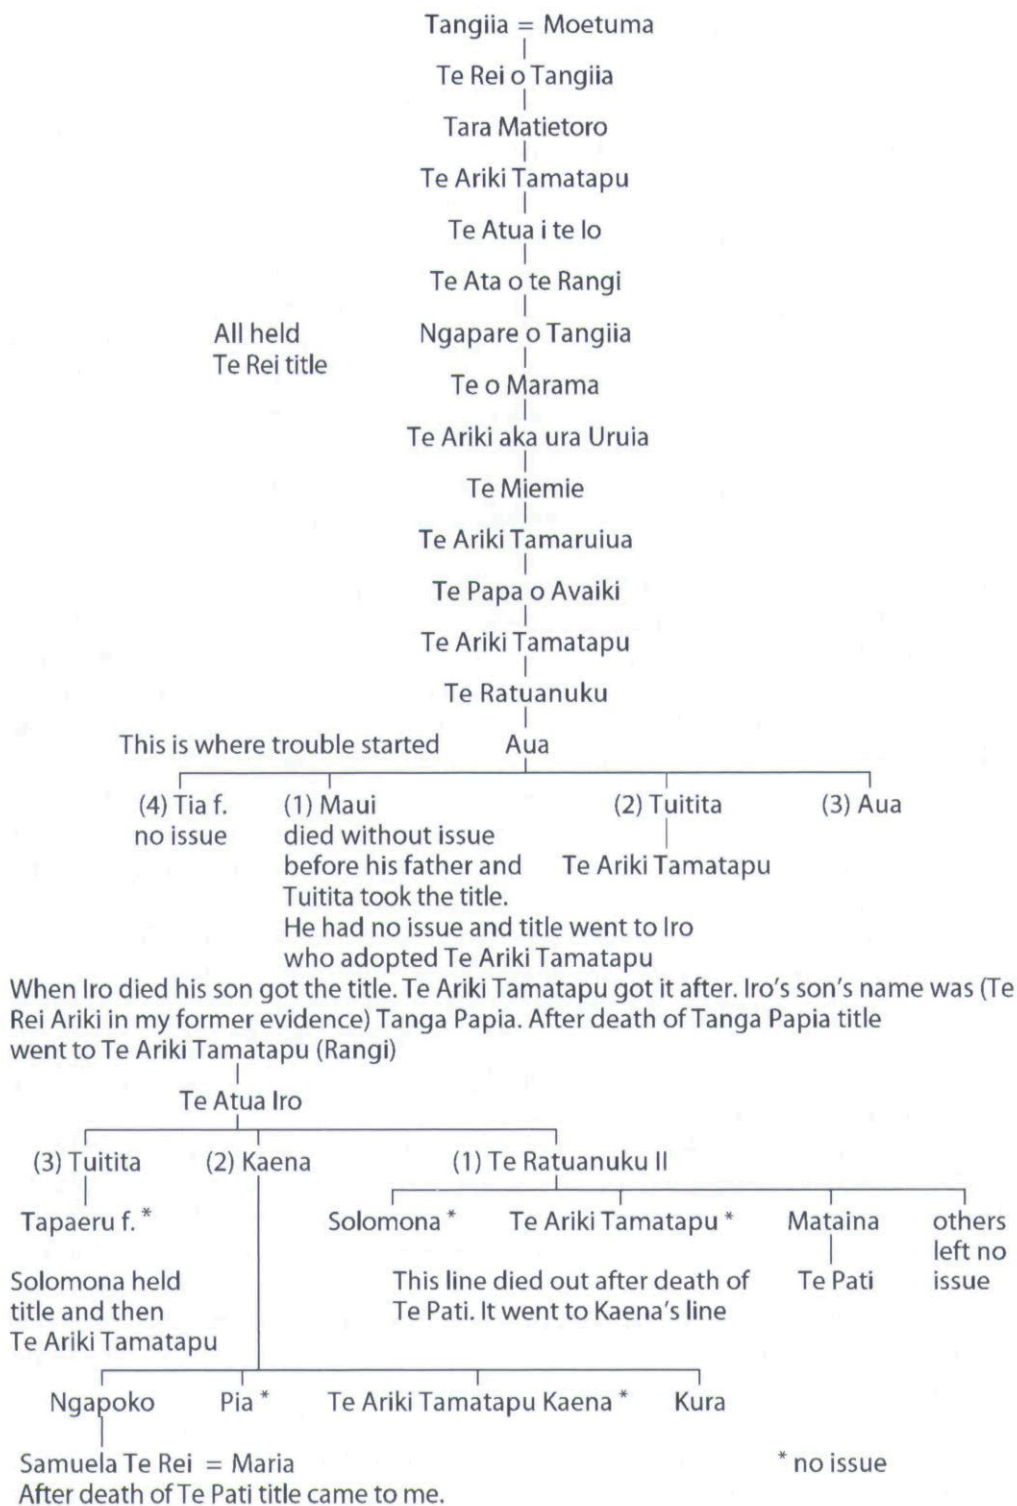 Tangiia = Moetuma
Te Rei o Tangiia
Tara Matietoro
Te Ariki Tamatapu
Te Atua i te Io
Te Ata o te Rangi
All held
Te Rei title
Ngapare o Tangiia
Te o Marama
Te Ariki aka ura Uruia
Te Miemie
Te Ariki Tamaruiua
Te Papa o Avaiki
Te Ariki Tamatapu
Te Ratuanuku
This is where trouble started
Aua
(4) Tia f.
no issue
(1) Maui
died without issue
before his father and
Tuitita took the title.
He had no issue and title went to Iro
who adopted Te Ariki Tamatapu
(2) Tuitita
Te Ariki Tamatapu
(3) Aua
When Iro died his son got the title. Te Ariki Tamatapu got it after. Iro's son's name was (Te
Rei Ariki in my former evidence) Tanga Papia. After death of Tanga Papia title
went to Te Ariki Tamatapu (Rangi)
Te Atua Iro
(3) Tuitita
(2) Kaena
(1) Te Ratuanuku II
Tapaeru f. *
Solomona *
Te Ariki Tamatapu *
Mataina
others
left no
issue
Solomona held
title and then
Te Ariki Tamatapu
This line died out after death of
Te Pati. It went to Kaena's line
Te Pati
Ngapoko
Pia *
Te Ariki Tamatapu Kaena *
Kura
Samuela Te Rei = Maria
* no issue
After death of Te Pati title came to me.